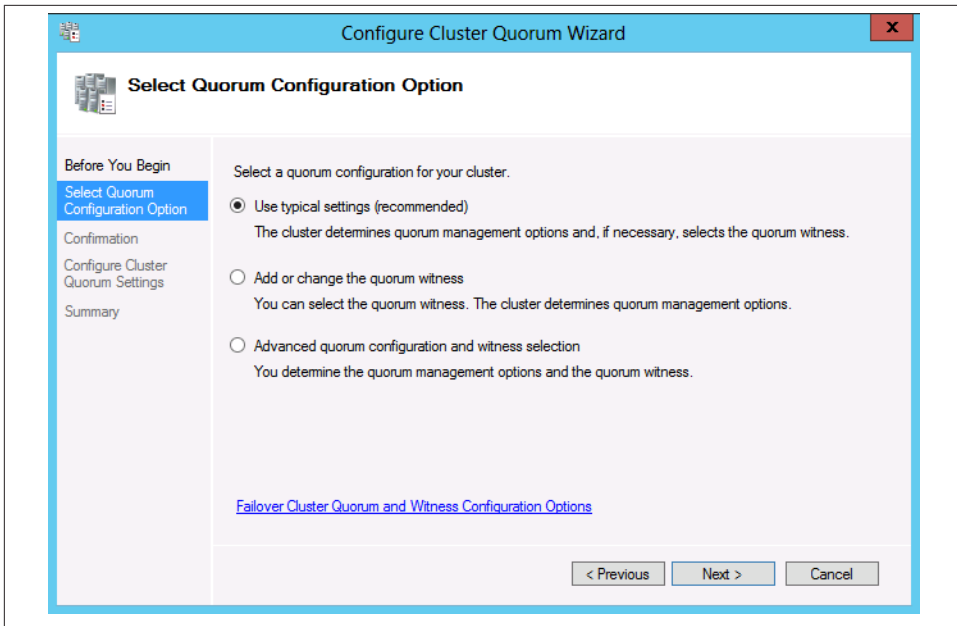 Configure Cluster Quorum Wizard
x
Select Quorum Configuration Option
Before You Begin
Select Quorum
Configuration Option
Confirmation
Configure Cluster
Quorum Settings
Summary
Select a quorum configuration for your cluster.
Use typical settings (recommended)
The cluster determines quorum management options and, if necessary, selects the quorum witness.
Add or change the quorum witness
You can select the quorum witness. The cluster determines quorum management options.
Advanced quorum configuration and witness selection
You determine the quorum management options and the quorum witness.
Failover Cluster Quorum and Witness Configuration Options
< Previous
Next >
Cancel